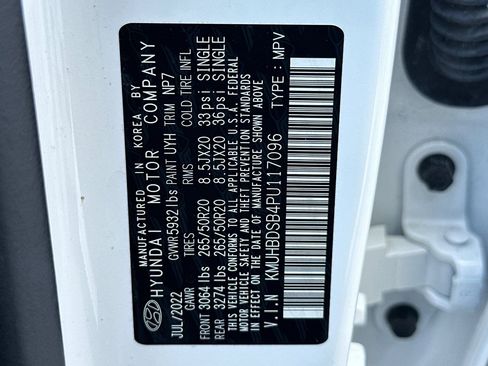 MANUFACTURED IN KOREA BY
HYUNDAI MOTOR COMPANY
JUL/2022 GVWR 5932 lbs PAINT UYH TRIM NP7
GAWR TIRES RIMS COLD TIRE INFL
FRONT 3064 lbs 265/50R20 8.5JX20 33psi SINGLE
REAR 3274 lbs 265/50R20 8.5JX20 36psi SINGLE
THIS VEHICLE CONFORMS TO ALL APPLICABLE U.S.A. FEDERAL
MOTOR VEHICLE SAFETY AND THEFT PREVENTION STANDARDS
IN EFFECT ON THE DATE OF MANUFACTURE SHOWN ABOVE
V.I.N KMUHBDSB4PU117096 TYPE : MPV